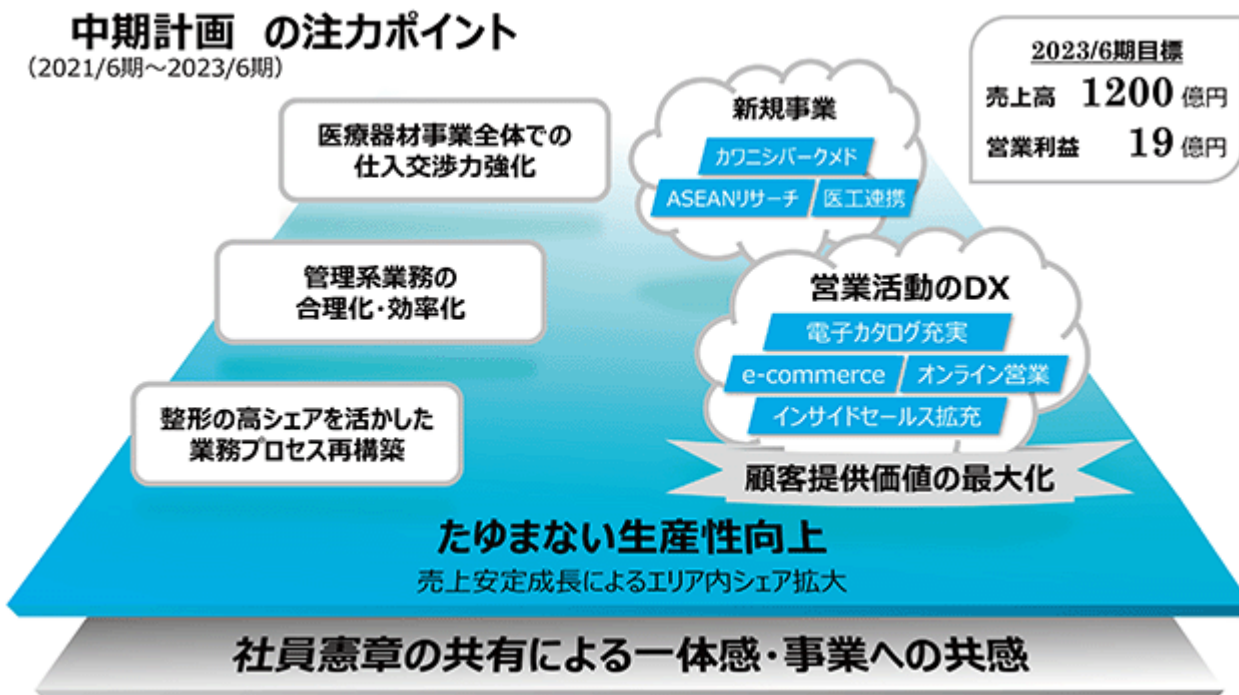 中期計画 の注力ポイント
（2021/6期～2023/6期）
2023/6期目標
売上高 1200 億円
営業利益 19 億円
医療器材事業全体での
仕入交渉力強化
管理系業務の
合理化・効率化
整形の高シェアを活かした
業務プロセス再構築
新規事業
カワニシバークメド
ASEANリサーチ 医工連携
営業活動のDX
電子カタログ充実
e-commerce オンライン営業
インサイドセールス拡充
顧客提供価値の最大化
たゆまない生産性向上
売上安定成長によるエリア内シェア拡大
社員憲章の共有による一体感・事業への共感